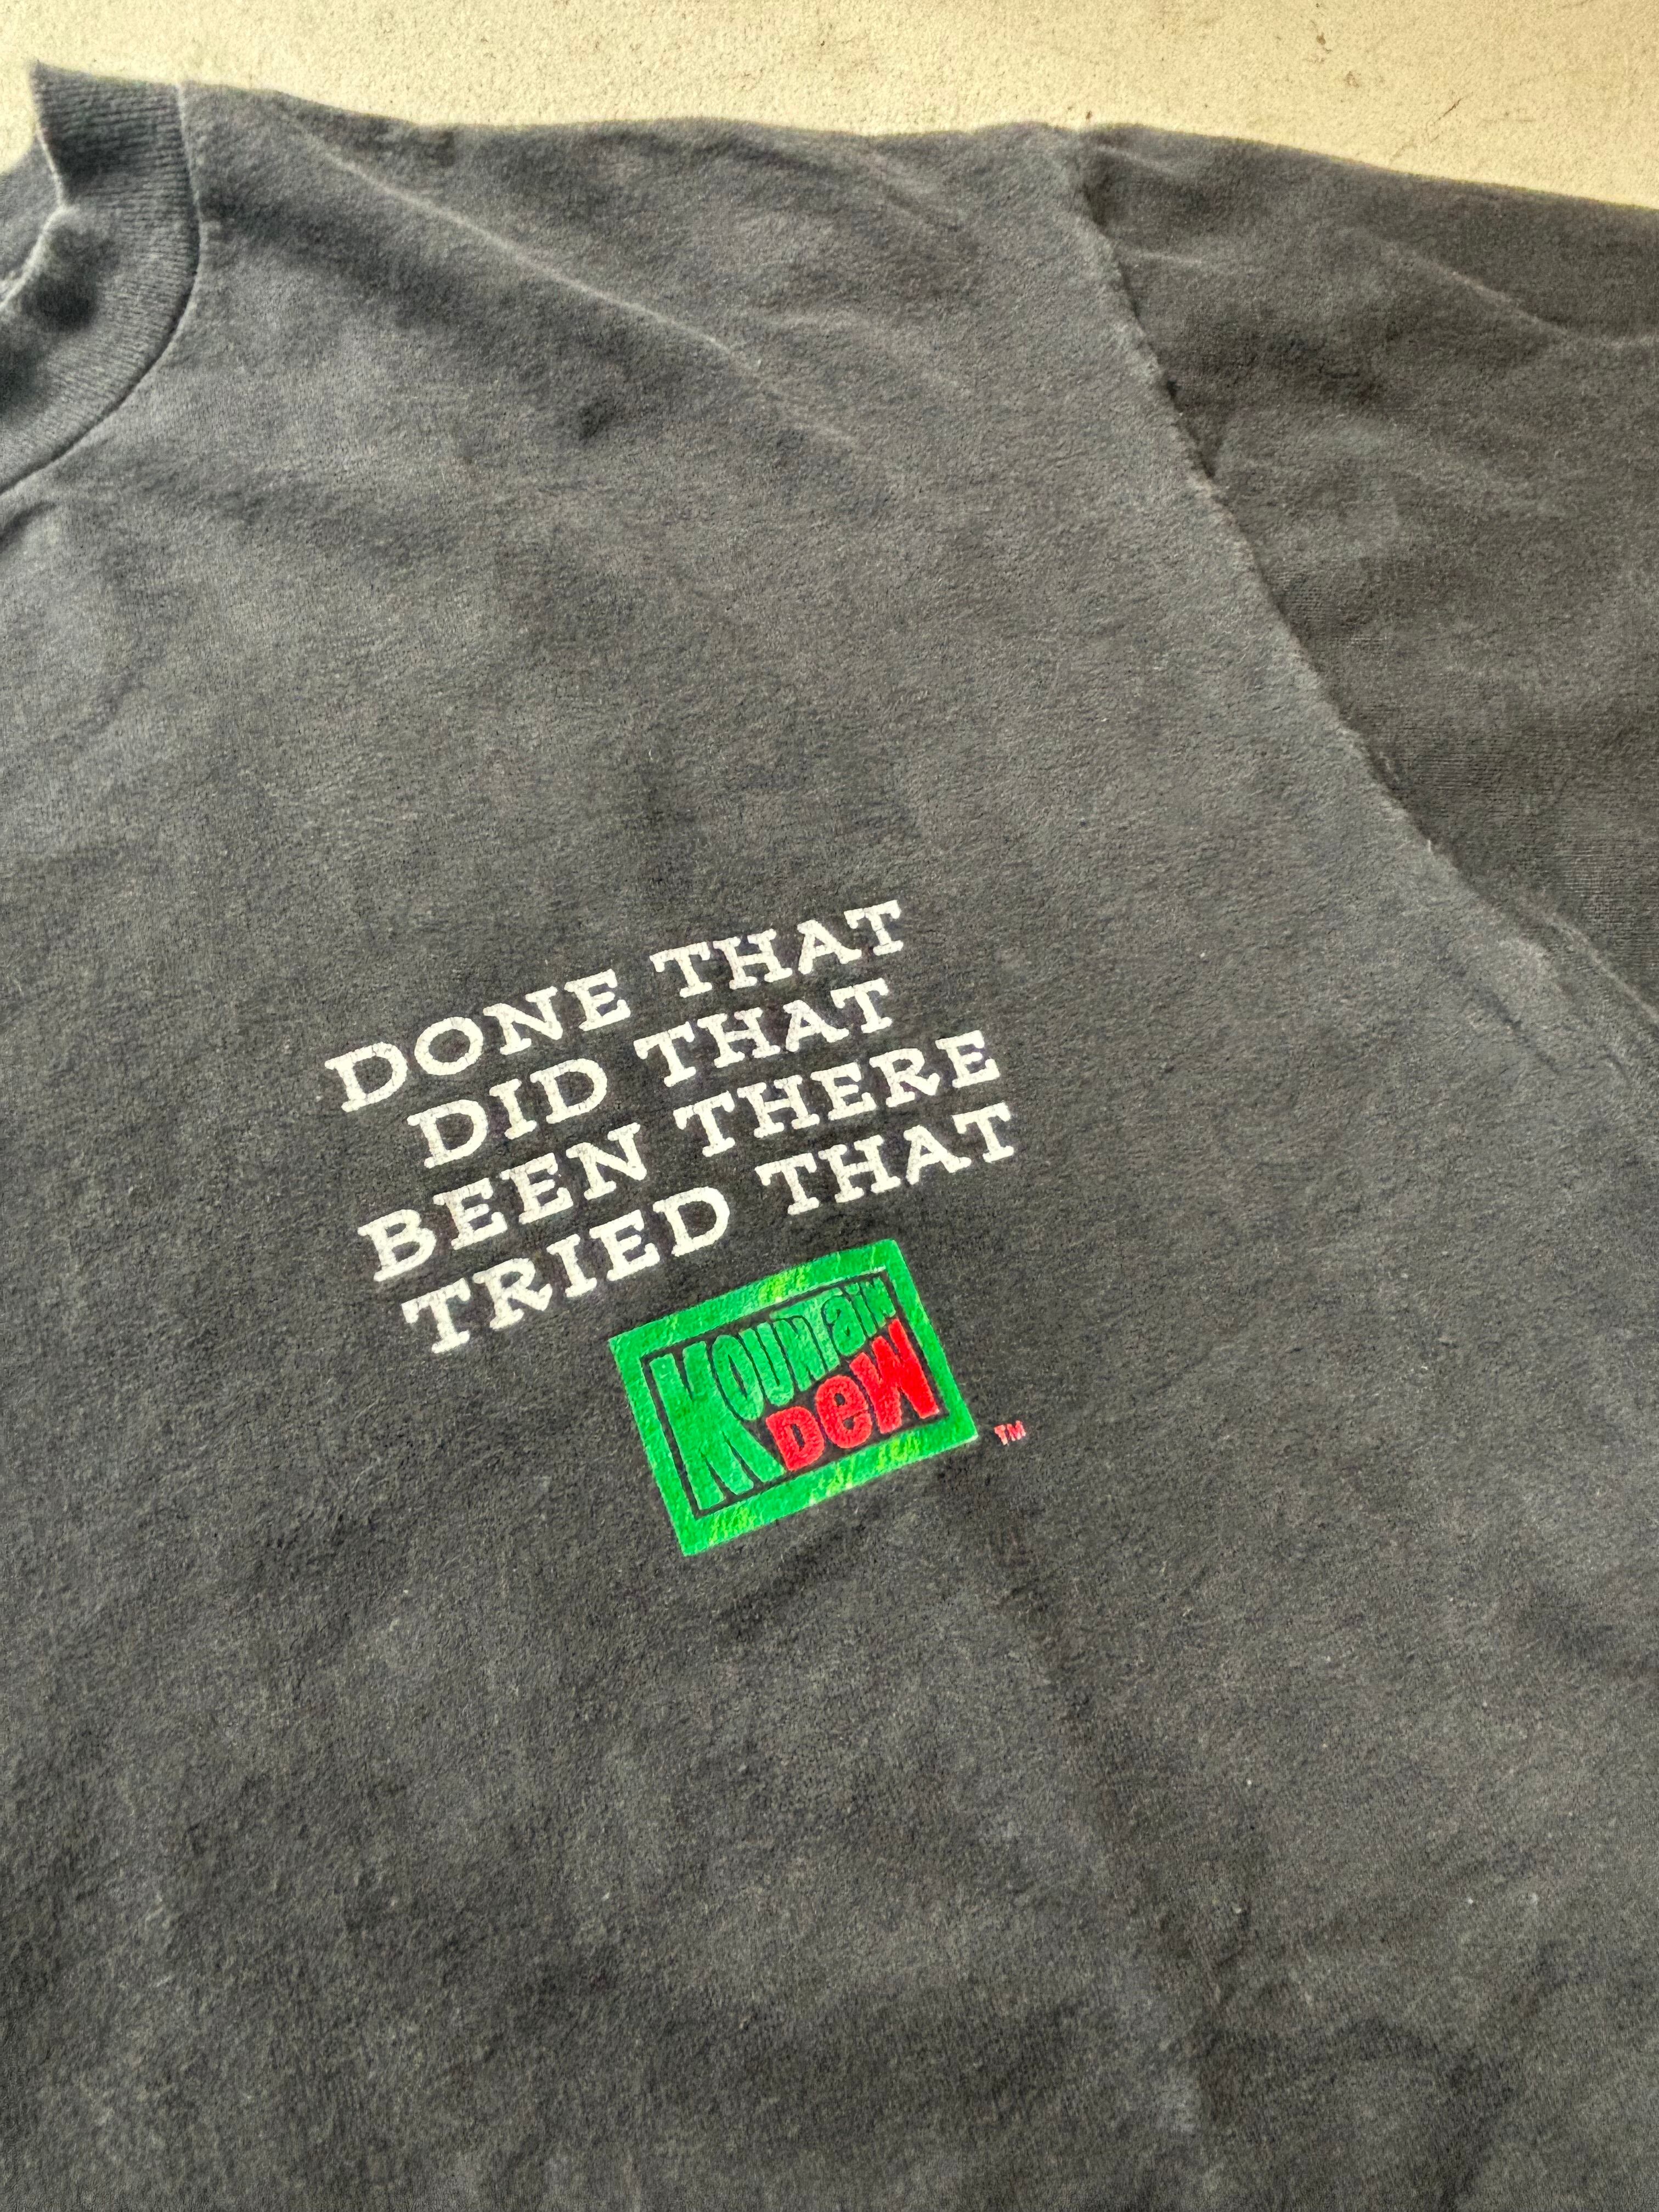 DONE THAT
DID THAT
BEEN THERE
TRIED THAT
MOUNTaiN
DeW
TM